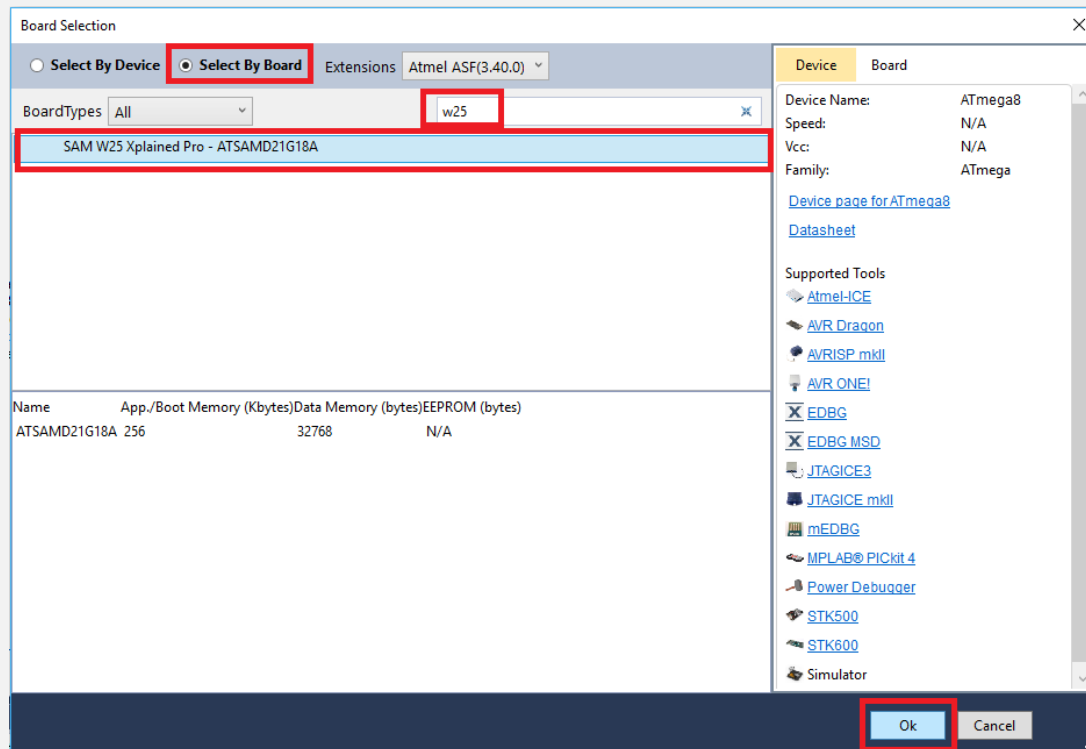 Board Selection
Select By Device Select By Board Extensions Atmel ASF(3.40.0)
BoardTypes All w25
SAM W25 Xplained Pro - ATSAMD21G18A
Name App./Boot Memory (Kbytes)Data Memory (bytes)EEPROM (bytes)
ATSAMD21G18A 256 32768 N/A
Device Board
Device Name: ATmega8
Speed: N/A
Vcc: N/A
Family: ATmega
Device page for ATmega8
Datasheet
Supported Tools
Atmel-ICE
AVR Dragon
AVRISP mkII
AVR ONE!
EDBG
EDBG MSD
JTAGICE3
JTAGICE mkII
mEDBG
MPLAB® PICkit 4
Power Debugger
STK500
STK600
Simulator
Ok Cancel